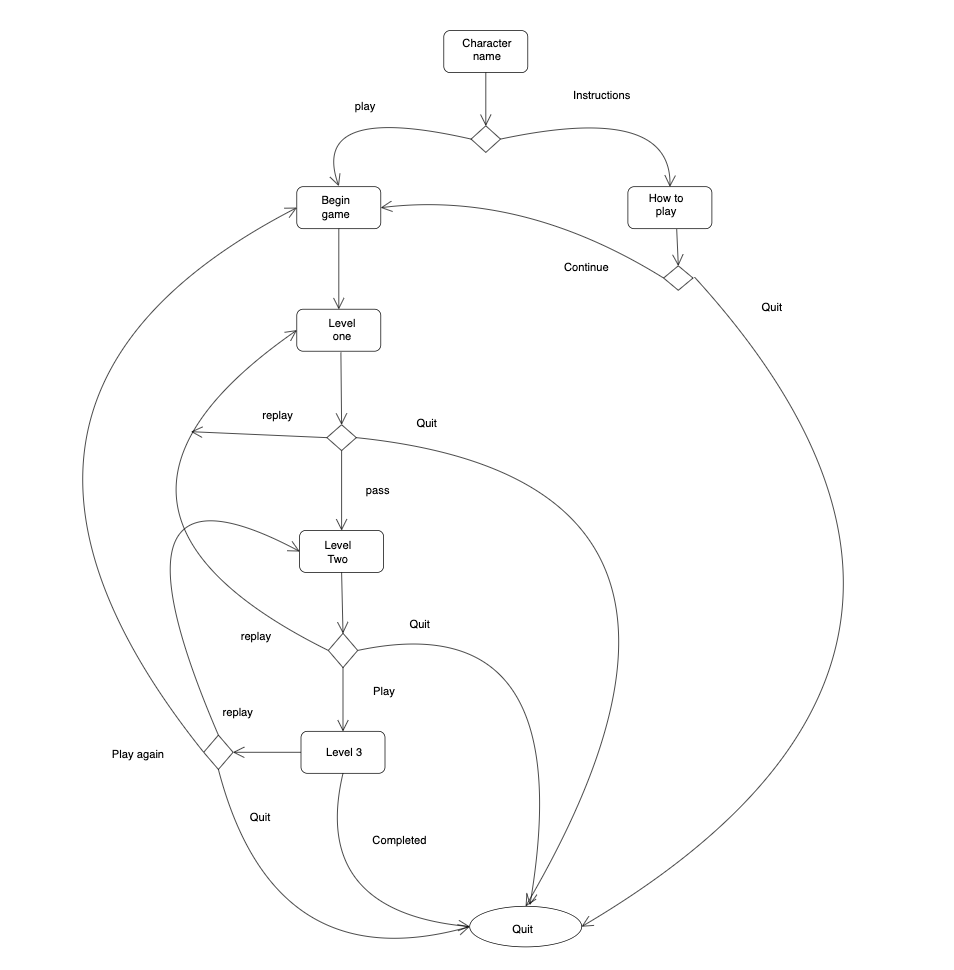 Character
name
Instructions
play
Begin
game
How to
play
Continue
Quit
Level
one
replay
Quit
pass
Level
Two
Quit
replay
Play
replay
Play again
Level 3
Quit
Completed
Quit